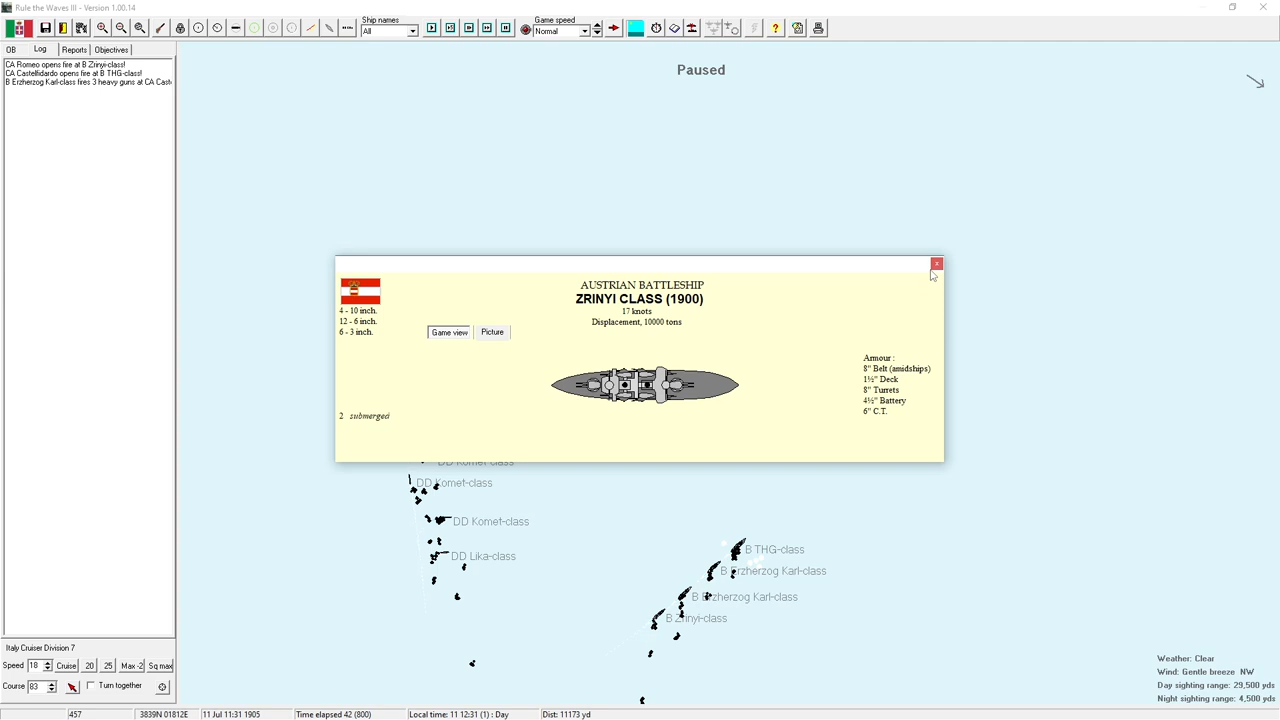 Rule the Waves III - Version 1.00.14
Ship names
All
Game speed
Normal
OB
Log
Reports
Objectives
CA Romeo opens fire at B Zrinyi-class!
CA Castelfidardo opens fire at B THG-class!
B Erzherzog Karl-class fires 3 heavy guns at CA Caste
Paused
AUSTRIAN BATTLESHIP
ZRINYI CLASS (1900)
17 knots
Displacement, 10000 tons
4 - 10 inch.
12 - 6 inch.
6 - 3 inch.
Game view
Picture
Armour :
8" Belt (amidships)
1½" Deck
8" Turrets
4½" Battery
6" C.T.
2 submerged
DD Komet-class
DD Komet-class
DD Komet-class
DD Lika-class
B THG-class
B Erzherzog Karl-class
B Erzherzog Karl-class
B Zrinyi-class
Italy Cruiser Division 7
Speed 18 Cruise 20 25 Max -2 Sq max
Course 83 Turn together
Weather: Clear
Wind: Gentle breeze NW
Day sighting range: 29,500 yds
Night sighting range: 4,500 yds
457
3839N 01812E
11 Jul 11:31 1905
Time elapsed 42 (800)
Local time: 11 12:31 (1) : Day
Dist: 11173 yd